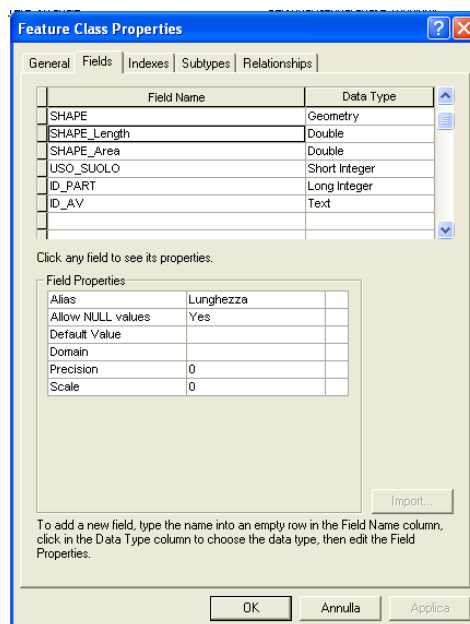 Feature Class Properties
General Fields Indexes Subtypes Relationships
Field Name Data Type
SHAPE Geometry
SHAPE_Length Double
SHAPE_Area Double
USO_SUOLO Short Integer
ID_PART Long Integer
ID_AV Text
Click any field to see its properties.
Field Properties
Alias Lunghezza
Allow NULL values Yes
Default Value
Domain
Precision 0
Scale 0
Import...
To add a new field, type the name into an empty row in the Field Name column,
click in the Data Type column to choose the data type, then edit the Field
Properties.
OK Annulla Applica